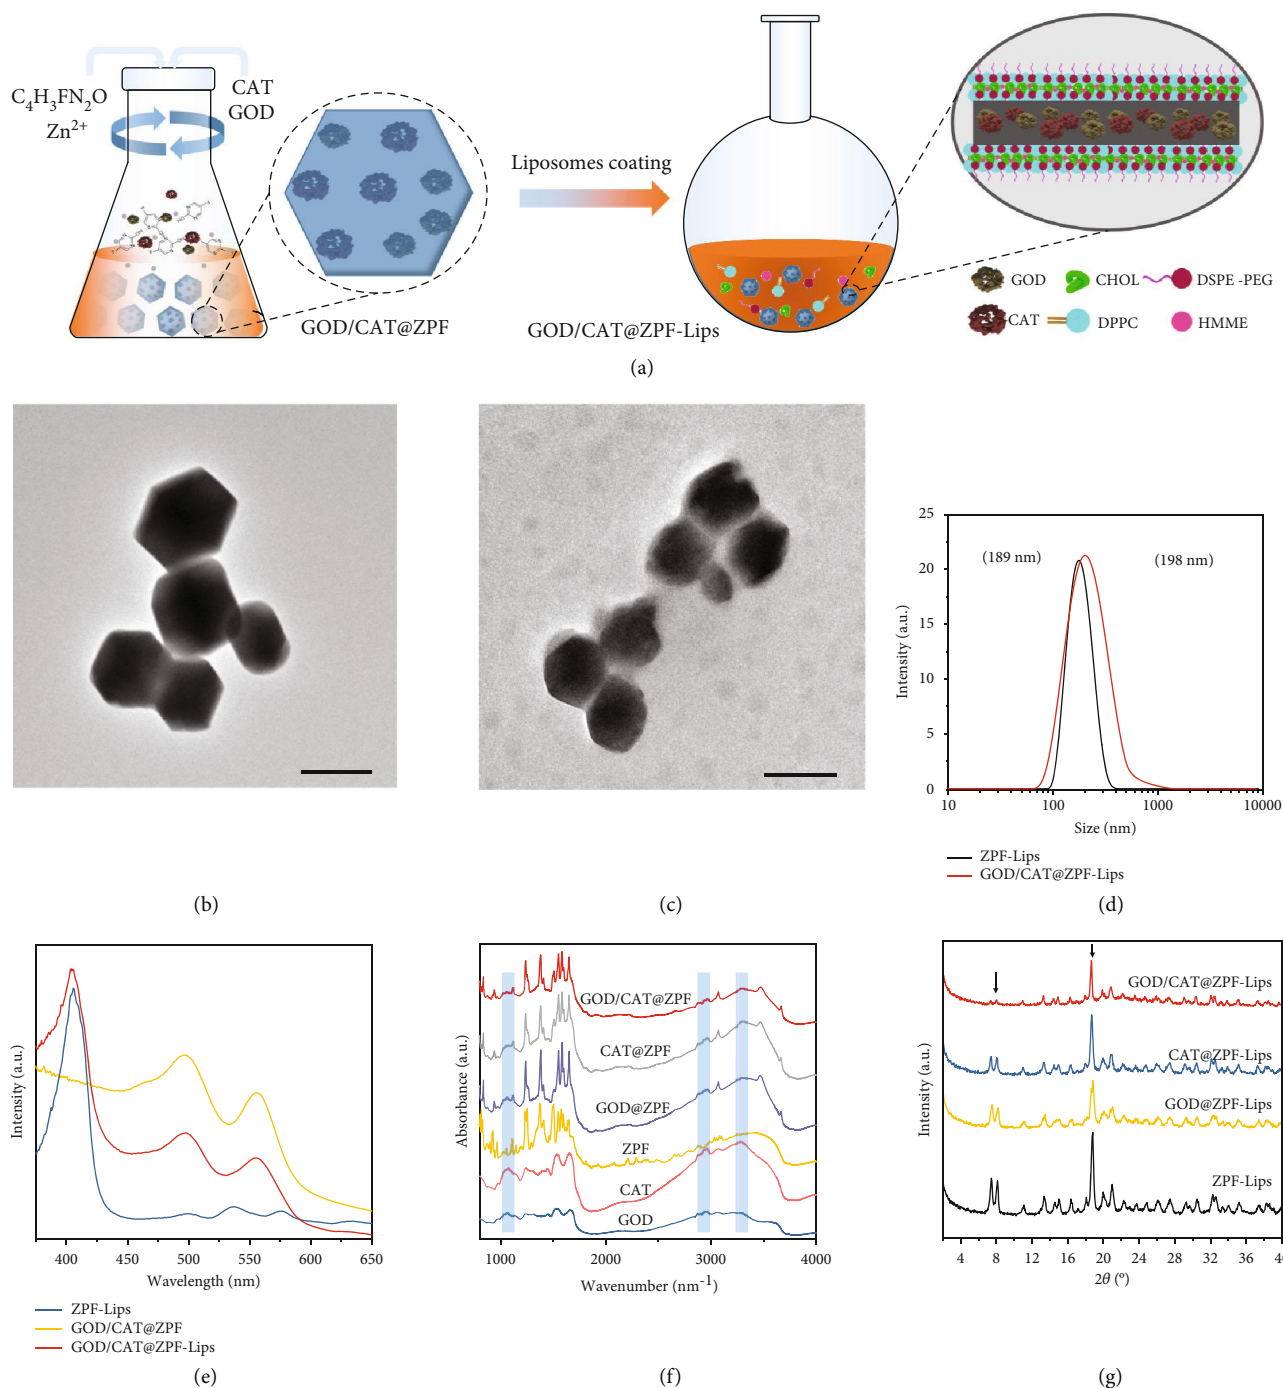 C₄H₃FN₂O
Zn²⁺
CAT
GOD
GOD/CAT@ZPF
Liposomes coating
GOD/CAT@ZPF-Lips
GOD
CHOL
DSPE -PEG
CAT
DPPC
HMME
(a)
(b)
(c)
25
20
15
10
5
0
Intensity (a.u.)
(189 nm)
(198 nm)
10
100
1000
10000
Size (nm)
ZPF-Lips
GOD/CAT@ZPF-Lips
(d)
Intensity (a.u.)
400
450
500
550
600
650
Wavelength (nm)
ZPF-Lips
GOD/CAT@ZPF
GOD/CAT@ZPF-Lips
(e)
Absorbance (a.u.)
GOD/CAT@ZPF
CAT@ZPF
GOD@ZPF
ZPF
CAT
GOD
1000
2000
3000
4000
Wavenumber (nm⁻¹)
(f)
Intensity (a.u.)
GOD/CAT@ZPF-Lips
CAT@ZPF-Lips
GOD@ZPF-Lips
ZPF-Lips
4
8
12
16
20
24
28
32
36
40
2θ (°)
(g)